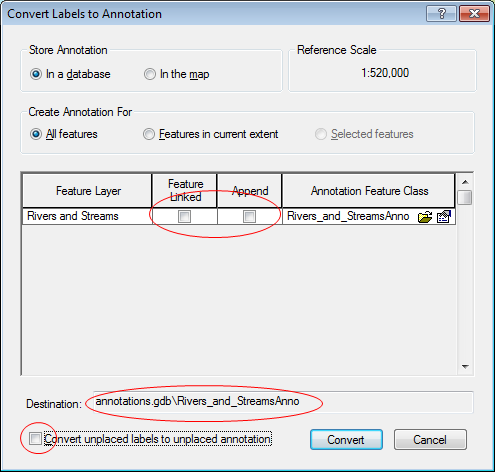 Convert Labels to Annotation
Store Annotation
In a database
In the map
Reference Scale
1:520,000
Create Annotation For
All features
Features in current extent
Selected features
Feature Layer
Feature Linked
Append
Annotation Feature Class
Rivers and Streams
Rivers_and_StreamsAnno
Destination:
annotations.gdb\Rivers_and_StreamsAnno
Convert unplaced labels to unplaced annotation
Convert
Cancel